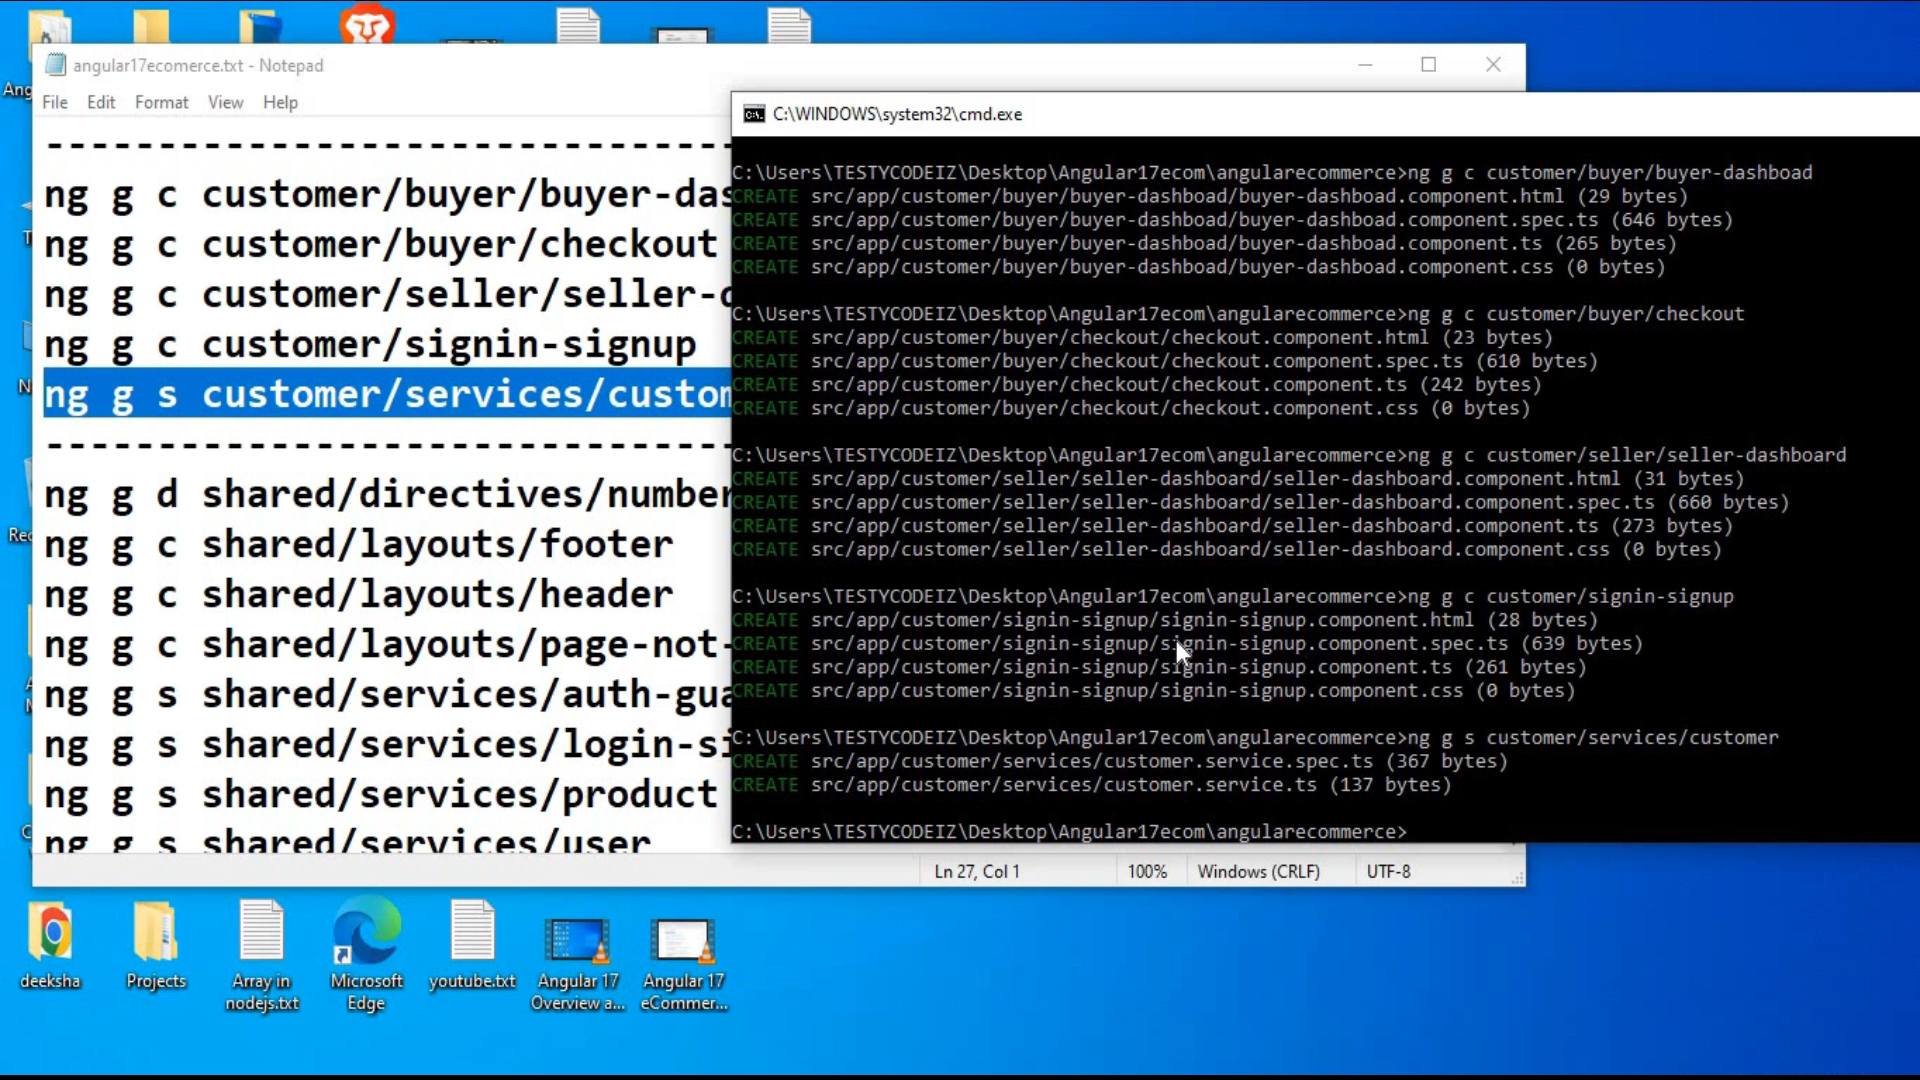 angular17ecomerce.txt - Notepad
File Edit Format View Help
--------------------------------
ng g c customer/buyer/buyer-das
ng g c customer/buyer/checkout
ng g c customer/seller/seller-d
ng g c customer/signin-signup
ng g s customer/services/custom
--------------------------------
ng g d shared/directives/number
ng g c shared/layouts/footer
ng g c shared/layouts/header
ng g c shared/layouts/page-not-
ng g s shared/services/auth-gua
ng g s shared/services/login-si
ng g s shared/services/product
ng g s shared/services/user
Ln 27, Col 1 100% Windows (CRLF) UTF-8
C:\WINDOWS\system32\cmd.exe
C:\Users\TESTYCODEIZ\Desktop\Angular17ecom\angularecommerce>ng g c customer/buyer/buyer-dashboad
CREATE src/app/customer/buyer/buyer-dashboad/buyer-dashboad.component.html (29 bytes)
CREATE src/app/customer/buyer/buyer-dashboad/buyer-dashboad.component.spec.ts (646 bytes)
CREATE src/app/customer/buyer/buyer-dashboad/buyer-dashboad.component.ts (265 bytes)
CREATE src/app/customer/buyer/buyer-dashboad/buyer-dashboad.component.css (0 bytes)
C:\Users\TESTYCODEIZ\Desktop\Angular17ecom\angularecommerce>ng g c customer/buyer/checkout
CREATE src/app/customer/buyer/checkout/checkout.component.html (23 bytes)
CREATE src/app/customer/buyer/checkout/checkout.component.spec.ts (610 bytes)
CREATE src/app/customer/buyer/checkout/checkout.component.ts (242 bytes)
CREATE src/app/customer/buyer/checkout/checkout.component.css (0 bytes)
C:\Users\TESTYCODEIZ\Desktop\Angular17ecom\angularecommerce>ng g c customer/seller/seller-dashboard
CREATE src/app/customer/seller/seller-dashboard/seller-dashboard.component.html (31 bytes)
CREATE src/app/customer/seller/seller-dashboard/seller-dashboard.component.spec.ts (660 bytes)
CREATE src/app/customer/seller/seller-dashboard/seller-dashboard.component.ts (273 bytes)
CREATE src/app/customer/seller/seller-dashboard/seller-dashboard.component.css (0 bytes)
C:\Users\TESTYCODEIZ\Desktop\Angular17ecom\angularecommerce>ng g c customer/signin-signup
CREATE src/app/customer/signin-signup/signin-signup.component.html (28 bytes)
CREATE src/app/customer/signin-signup/signin-signup.component.spec.ts (639 bytes)
CREATE src/app/customer/signin-signup/signin-signup.component.ts (261 bytes)
CREATE src/app/customer/signin-signup/signin-signup.component.css (0 bytes)
C:\Users\TESTYCODEIZ\Desktop\Angular17ecom\angularecommerce>ng g s customer/services/customer
CREATE src/app/customer/services/customer.service.spec.ts (367 bytes)
CREATE src/app/customer/services/customer.service.ts (137 bytes)
C:\Users\TESTYCODEIZ\Desktop\Angular17ecom\angularecommerce>
Ang
deeksha Projects Array in Microsoft youtube.txt Angular 17 Angular 17
nodejs.txt Edge Overview a... eCommer...